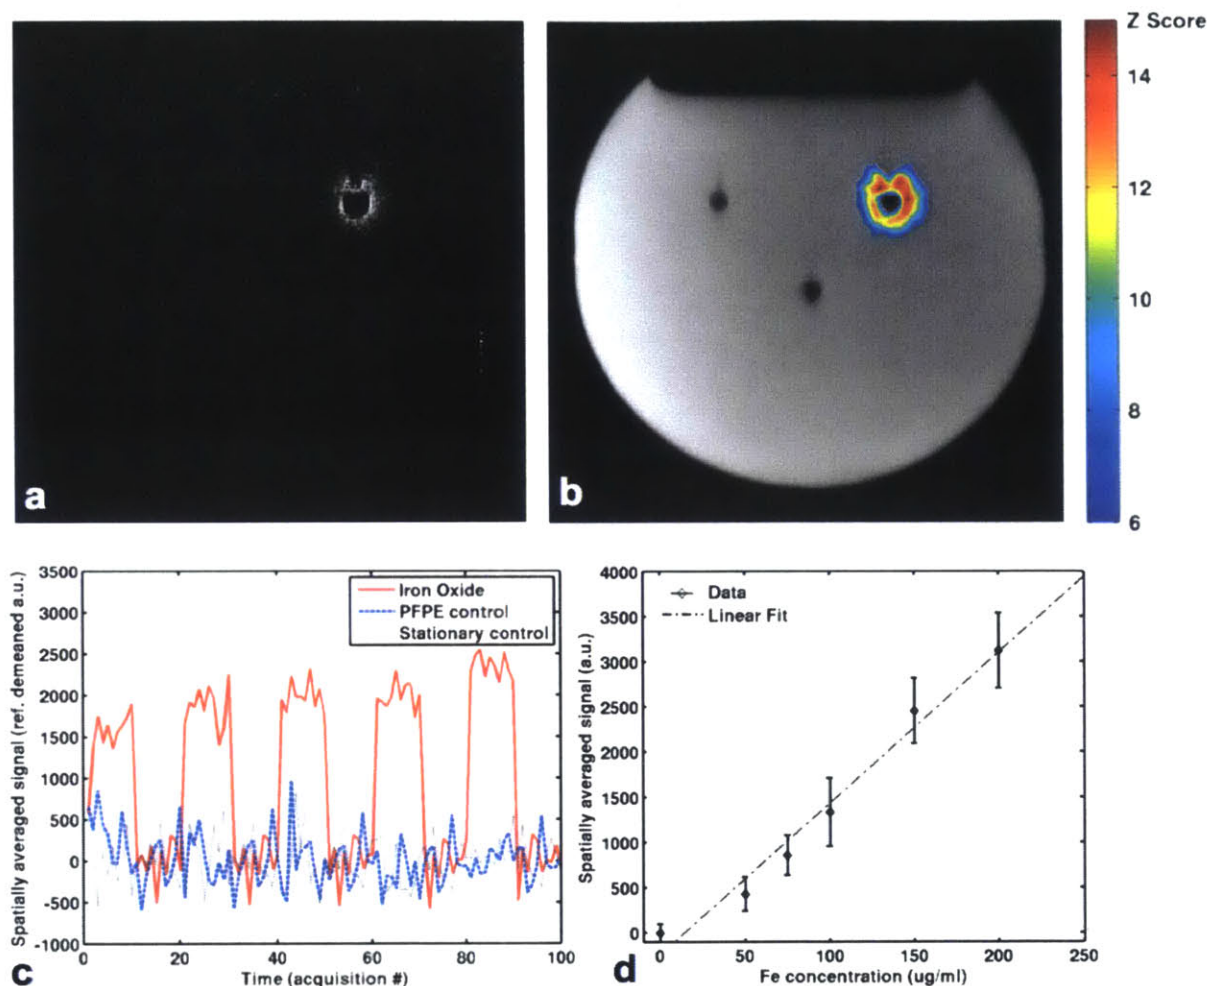 Z Score
14
12
10
8
6
a
b
Spatially averaged signal (ref. demeaned a.u.)
3500
3000
2500
2000
1500
1000
500
0
-500
-1000
Iron Oxide
PFPE control
Stationary control
0 20 40 60 80 100
Time (acquisition #)
c
Spatially averaged signal (a.u.)
4000
3500
3000
2500
2000
1500
1000
500
0
Data
Linear Fit
0 50 100 150 200 250
Fe concentration (ug/ml)
d